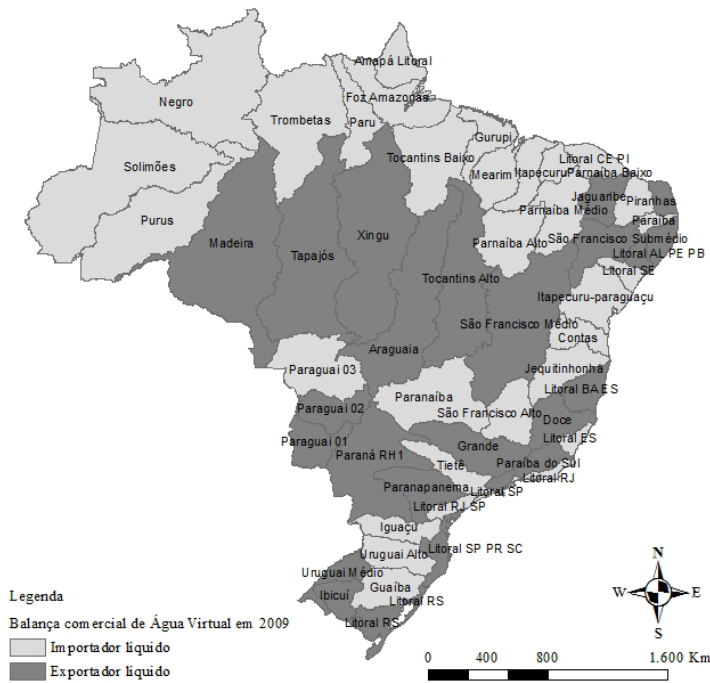 Amapá Litoral
Negro
Foz Amazonas
Trombetas
Paru
Gurupi
Tocantins Baixo
Litoral CE PI
Solimões
Mearim
Itapecuru
Parnaíba Baixo
Jaguaribe
Piranhas
Purus
Parnaíba Médio
Paraíba
Madeira
Xingu
Parnaíba Alto
São Francisco Submédio
Tapajós
Litoral AL PE PB
Tocantins Alto
Litoral SE
Itapecuru-paraguaçu
São Francisco Médio
Contas
Araguaia
Paraguai 03
Jequitinhonha
Litoral BA ES
Paranaíba
Paraguai 02
São Francisco Alto
Doce
Paraguai 01
Grande
Litoral ES
Paraná RH1
Tietê
Paraíba do Sul
Litoral RJ
Paranapanema
Litoral SP
Litoral RJ SP
Iguaçu
Litoral SP PR SC
Uruguai Alto
Uruguai Médio
Guaíba
Ibicuí
Litoral RS
Litoral RS
N
W
E
S
Legenda
Balança comercial de Água Virtual em 2009
Importador líquido
Exportador líquido
0 400 800 1.600 Km